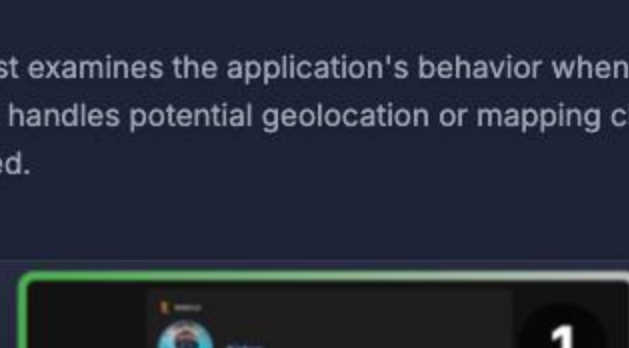 st examines the application's behavior when
handles potential geolocation or mapping c
ed.
1